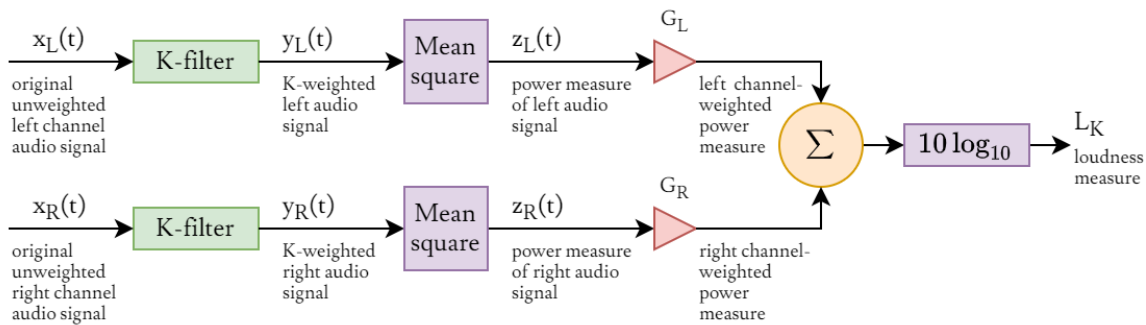 x_L(t)
K-filter
y_L(t)
Mean
square
z_L(t)
G_L
original
unweighted
left channel
audio signal
K-weighted
left audio
signal
power measure
of left audio
signal
left channel-
weighted
power
measure
Σ
10 log₁₀
L_K
loudness
measure
x_R(t)
K-filter
y_R(t)
Mean
square
z_R(t)
G_R
original
unweighted
right channel
audio signal
K-weighted
right audio
signal
power measure
of right audio
signal
right channel-
weighted
power
measure